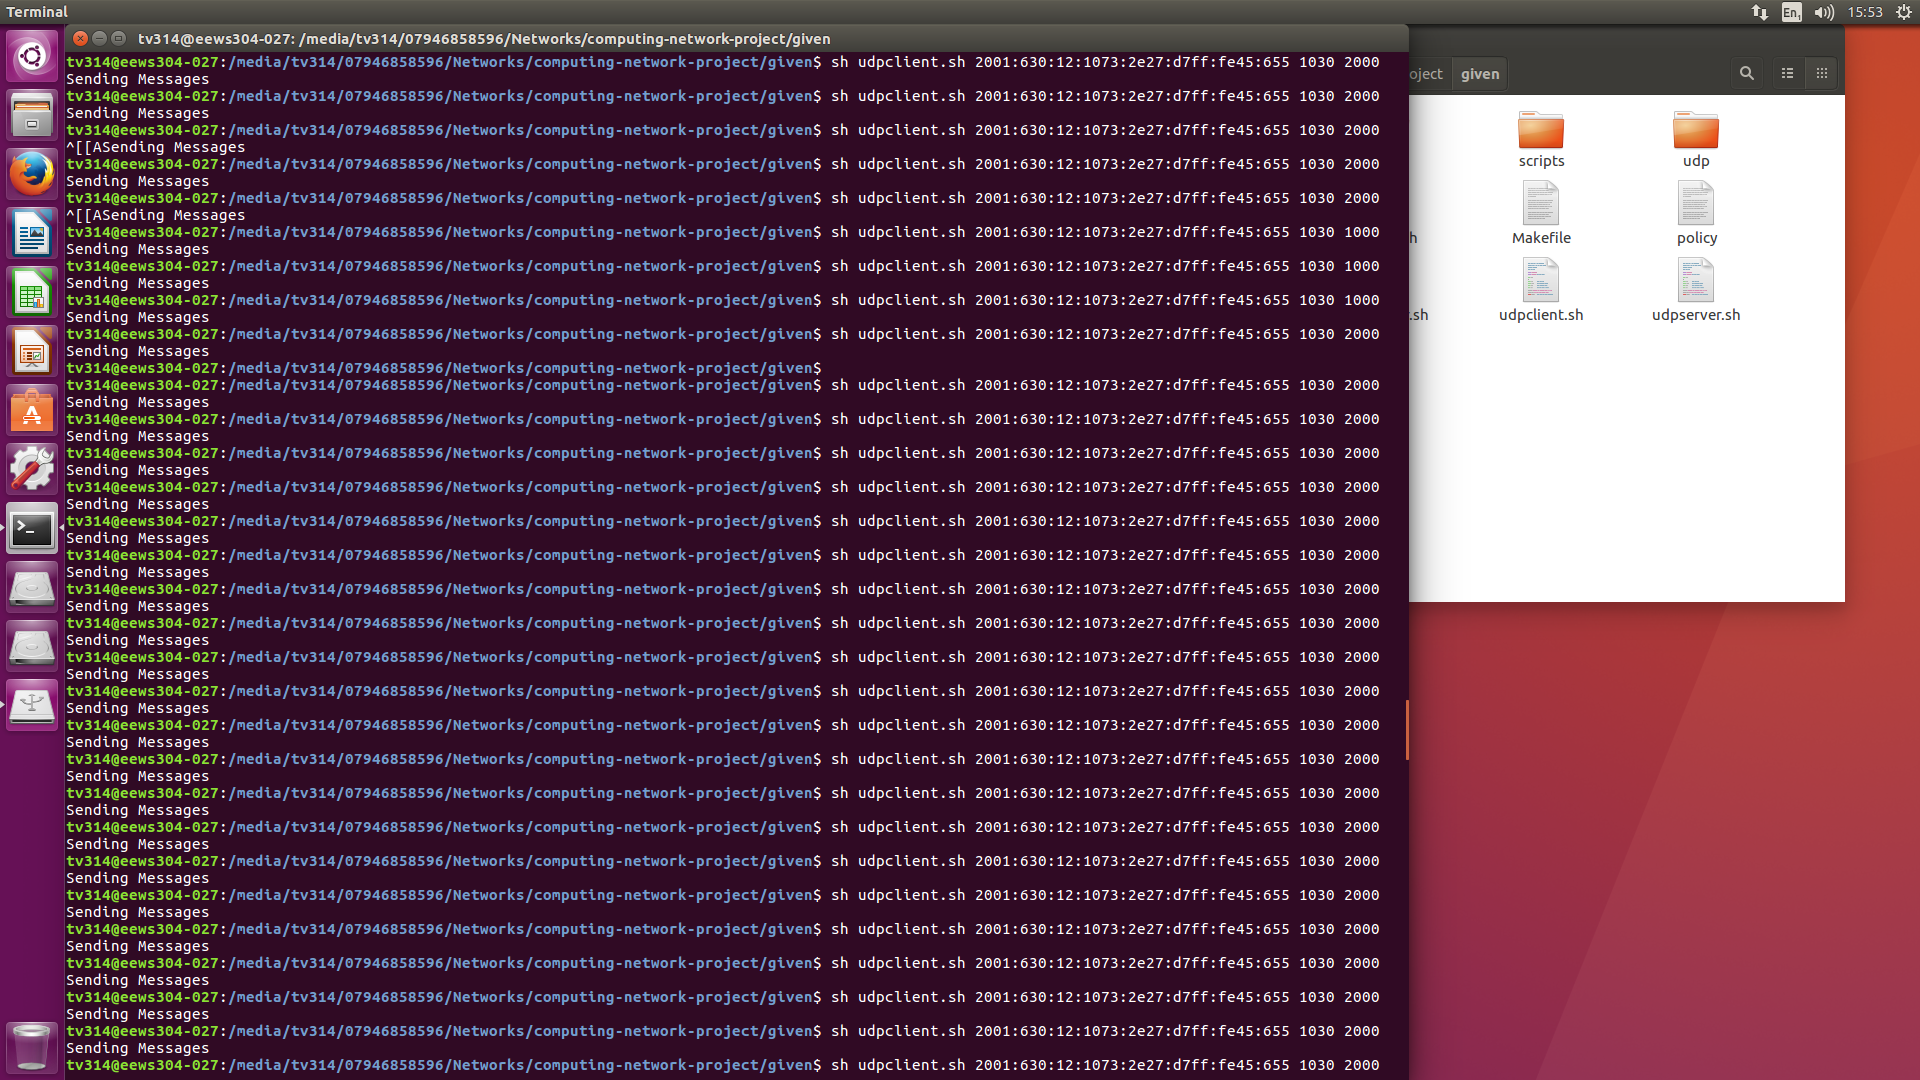 Terminal
En1
15:53
tv314@eews304-027: /media/tv314/07946858596/Networks/computing-network-project/given
tv314@eews304-027:/media/tv314/07946858596/Networks/computing-network-project/given$ sh udpclient.sh 2001:630:12:1073:2e27:d7ff:fe45:655 1030 2000
Sending Messages
tv314@eews304-027:/media/tv314/07946858596/Networks/computing-network-project/given$ sh udpclient.sh 2001:630:12:1073:2e27:d7ff:fe45:655 1030 2000
Sending Messages
tv314@eews304-027:/media/tv314/07946858596/Networks/computing-network-project/given$ sh udpclient.sh 2001:630:12:1073:2e27:d7ff:fe45:655 1030 2000
^[[ASending Messages
tv314@eews304-027:/media/tv314/07946858596/Networks/computing-network-project/given$ sh udpclient.sh 2001:630:12:1073:2e27:d7ff:fe45:655 1030 2000
Sending Messages
tv314@eews304-027:/media/tv314/07946858596/Networks/computing-network-project/given$ sh udpclient.sh 2001:630:12:1073:2e27:d7ff:fe45:655 1030 2000
^[[ASending Messages
tv314@eews304-027:/media/tv314/07946858596/Networks/computing-network-project/given$ sh udpclient.sh 2001:630:12:1073:2e27:d7ff:fe45:655 1030 1000
Sending Messages
tv314@eews304-027:/media/tv314/07946858596/Networks/computing-network-project/given$ sh udpclient.sh 2001:630:12:1073:2e27:d7ff:fe45:655 1030 1000
Sending Messages
tv314@eews304-027:/media/tv314/07946858596/Networks/computing-network-project/given$ sh udpclient.sh 2001:630:12:1073:2e27:d7ff:fe45:655 1030 1000
Sending Messages
tv314@eews304-027:/media/tv314/07946858596/Networks/computing-network-project/given$ sh udpclient.sh 2001:630:12:1073:2e27:d7ff:fe45:655 1030 2000
Sending Messages
tv314@eews304-027:/media/tv314/07946858596/Networks/computing-network-project/given$
tv314@eews304-027:/media/tv314/07946858596/Networks/computing-network-project/given$ sh udpclient.sh 2001:630:12:1073:2e27:d7ff:fe45:655 1030 2000
Sending Messages
tv314@eews304-027:/media/tv314/07946858596/Networks/computing-network-project/given$ sh udpclient.sh 2001:630:12:1073:2e27:d7ff:fe45:655 1030 2000
Sending Messages
tv314@eews304-027:/media/tv314/07946858596/Networks/computing-network-project/given$ sh udpclient.sh 2001:630:12:1073:2e27:d7ff:fe45:655 1030 2000
Sending Messages
tv314@eews304-027:/media/tv314/07946858596/Networks/computing-network-project/given$ sh udpclient.sh 2001:630:12:1073:2e27:d7ff:fe45:655 1030 2000
Sending Messages
tv314@eews304-027:/media/tv314/07946858596/Networks/computing-network-project/given$ sh udpclient.sh 2001:630:12:1073:2e27:d7ff:fe45:655 1030 2000
Sending Messages
tv314@eews304-027:/media/tv314/07946858596/Networks/computing-network-project/given$ sh udpclient.sh 2001:630:12:1073:2e27:d7ff:fe45:655 1030 2000
Sending Messages
tv314@eews304-027:/media/tv314/07946858596/Networks/computing-network-project/given$ sh udpclient.sh 2001:630:12:1073:2e27:d7ff:fe45:655 1030 2000
Sending Messages
tv314@eews304-027:/media/tv314/07946858596/Networks/computing-network-project/given$ sh udpclient.sh 2001:630:12:1073:2e27:d7ff:fe45:655 1030 2000
Sending Messages
tv314@eews304-027:/media/tv314/07946858596/Networks/computing-network-project/given$ sh udpclient.sh 2001:630:12:1073:2e27:d7ff:fe45:655 1030 2000
Sending Messages
tv314@eews304-027:/media/tv314/07946858596/Networks/computing-network-project/given$ sh udpclient.sh 2001:630:12:1073:2e27:d7ff:fe45:655 1030 2000
Sending Messages
tv314@eews304-027:/media/tv314/07946858596/Networks/computing-network-project/given$ sh udpclient.sh 2001:630:12:1073:2e27:d7ff:fe45:655 1030 2000
Sending Messages
tv314@eews304-027:/media/tv314/07946858596/Networks/computing-network-project/given$ sh udpclient.sh 2001:630:12:1073:2e27:d7ff:fe45:655 1030 2000
Sending Messages
tv314@eews304-027:/media/tv314/07946858596/Networks/computing-network-project/given$ sh udpclient.sh 2001:630:12:1073:2e27:d7ff:fe45:655 1030 2000
Sending Messages
tv314@eews304-027:/media/tv314/07946858596/Networks/computing-network-project/given$ sh udpclient.sh 2001:630:12:1073:2e27:d7ff:fe45:655 1030 2000
Sending Messages
tv314@eews304-027:/media/tv314/07946858596/Networks/computing-network-project/given$ sh udpclient.sh 2001:630:12:1073:2e27:d7ff:fe45:655 1030 2000
Sending Messages
tv314@eews304-027:/media/tv314/07946858596/Networks/computing-network-project/given$ sh udpclient.sh 2001:630:12:1073:2e27:d7ff:fe45:655 1030 2000
Sending Messages
tv314@eews304-027:/media/tv314/07946858596/Networks/computing-network-project/given$ sh udpclient.sh 2001:630:12:1073:2e27:d7ff:fe45:655 1030 2000
Sending Messages
tv314@eews304-027:/media/tv314/07946858596/Networks/computing-network-project/given$ sh udpclient.sh 2001:630:12:1073:2e27:d7ff:fe45:655 1030 2000
Sending Messages
tv314@eews304-027:/media/tv314/07946858596/Networks/computing-network-project/given$ sh udpclient.sh 2001:630:12:1073:2e27:d7ff:fe45:655 1030 2000
Sending Messages
tv314@eews304-027:/media/tv314/07946858596/Networks/computing-network-project/given$ sh udpclient.sh 2001:630:12:1073:2e27:d7ff:fe45:655 1030 2000
Sending Messages
tv314@eews304-027:/media/tv314/07946858596/Networks/computing-network-project/given$ sh udpclient.sh 2001:630:12:1073:2e27:d7ff:fe45:655 1030 2000
oject
given
scripts
udp
h
Makefile
policy
r.sh
udpclient.sh
udpserver.sh